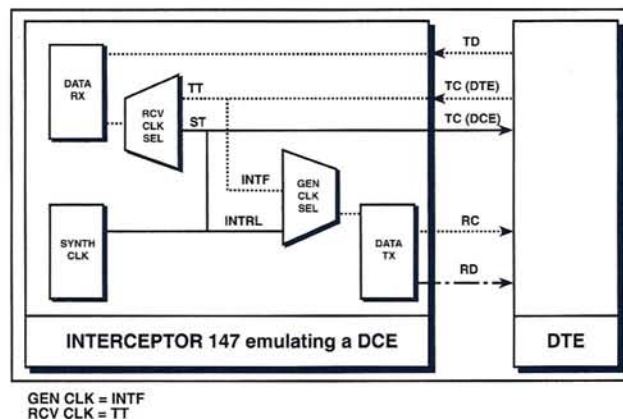 TD
DATA
RX
TT
TC (DTE)
RCV
CLK
SEL
ST
TC (DCE)
INTF
GEN
CLK
SEL
INTRL
SYNTH
CLK
DATA
TX
RC
RD
INTERCEPTOR 147 emulating a DCE
DTE
GEN CLK = INTF
RCV CLK = TT